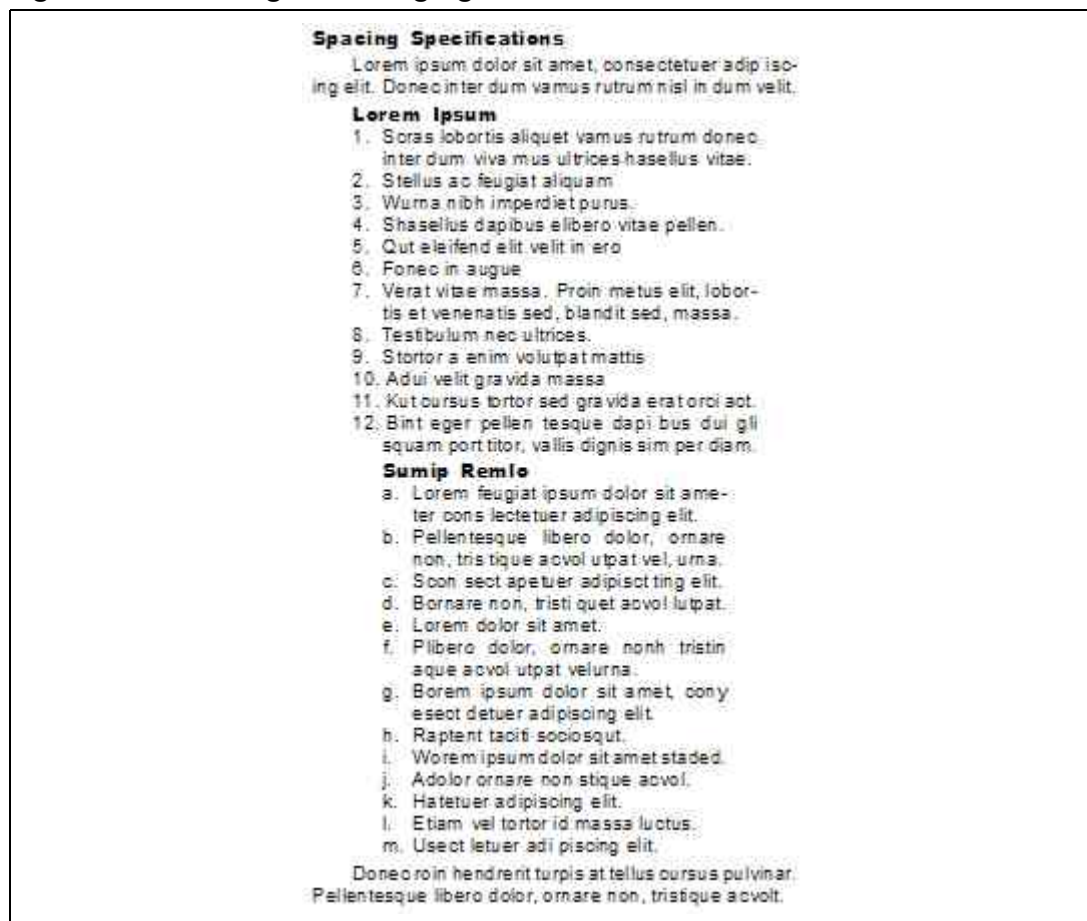 Spacing Specifications
Lorem ipsum dolor sit amet, consectetuer adip isc-
ing elit. Donec inter dum vamus rutrum nisl in dum velit.
Lorem Ipsum
1. Soras lobortis aliquet vamus rutrum donec
inter dum viva mus ultrices hasellus vitae.
2. Stellus ac feugiat aliquam
3. Wurna nibh imperdiet purus.
4. Shasellus dapibus elibero vitae pellen.
5. Qut eleifend elit velit in ero
6. Fonec in augue
7. Verat vitae massa. Proin metus elit, lobor-
tis et venenatis sed, blandit sed, massa.
8. Testibulum nec ultrices.
9. Stortor a enim volutpat mattis
10. Adui velit gravida massa
11. Kut cursus tortor sed gravida erat orci act.
12. Bint eger pellen tesque dapi bus dui gli
squam port titor, vallis dignis sim per diam.
Sumip Remlo
a. Lorem feugiat ipsum dolor sit ame-
ter cons lectetuer adipiscing elit.
b. Pellentesque libero dolor, ornare
non, tris tique acvol utpat vel, urna.
c. Scon sect apetuer adipisct ting elit.
d. Bornare non, tristi quet acvol lutpat.
e. Lorem dolor sit amet.
f. Plibero dolor, ornare nonh tristin
aque acvol utpat velurna.
g. Borem ipsum dolor sit amet, cony
esect detuer adipiscing elit.
h. Raptent taciti sociosqut.
i. Worem ipsum dolor sit amet staded.
j. Adolor ornare non stique acvol.
k. Hatetuer adipiscing elit.
l. Etiam vel tortor id massa luctus.
m. Usect letuer adi piscing elit.
Donec roin hendrerit turpis at tellus cursus pulvinar.
Pellentesque libero dolor, ornare non, tristique acvolt.